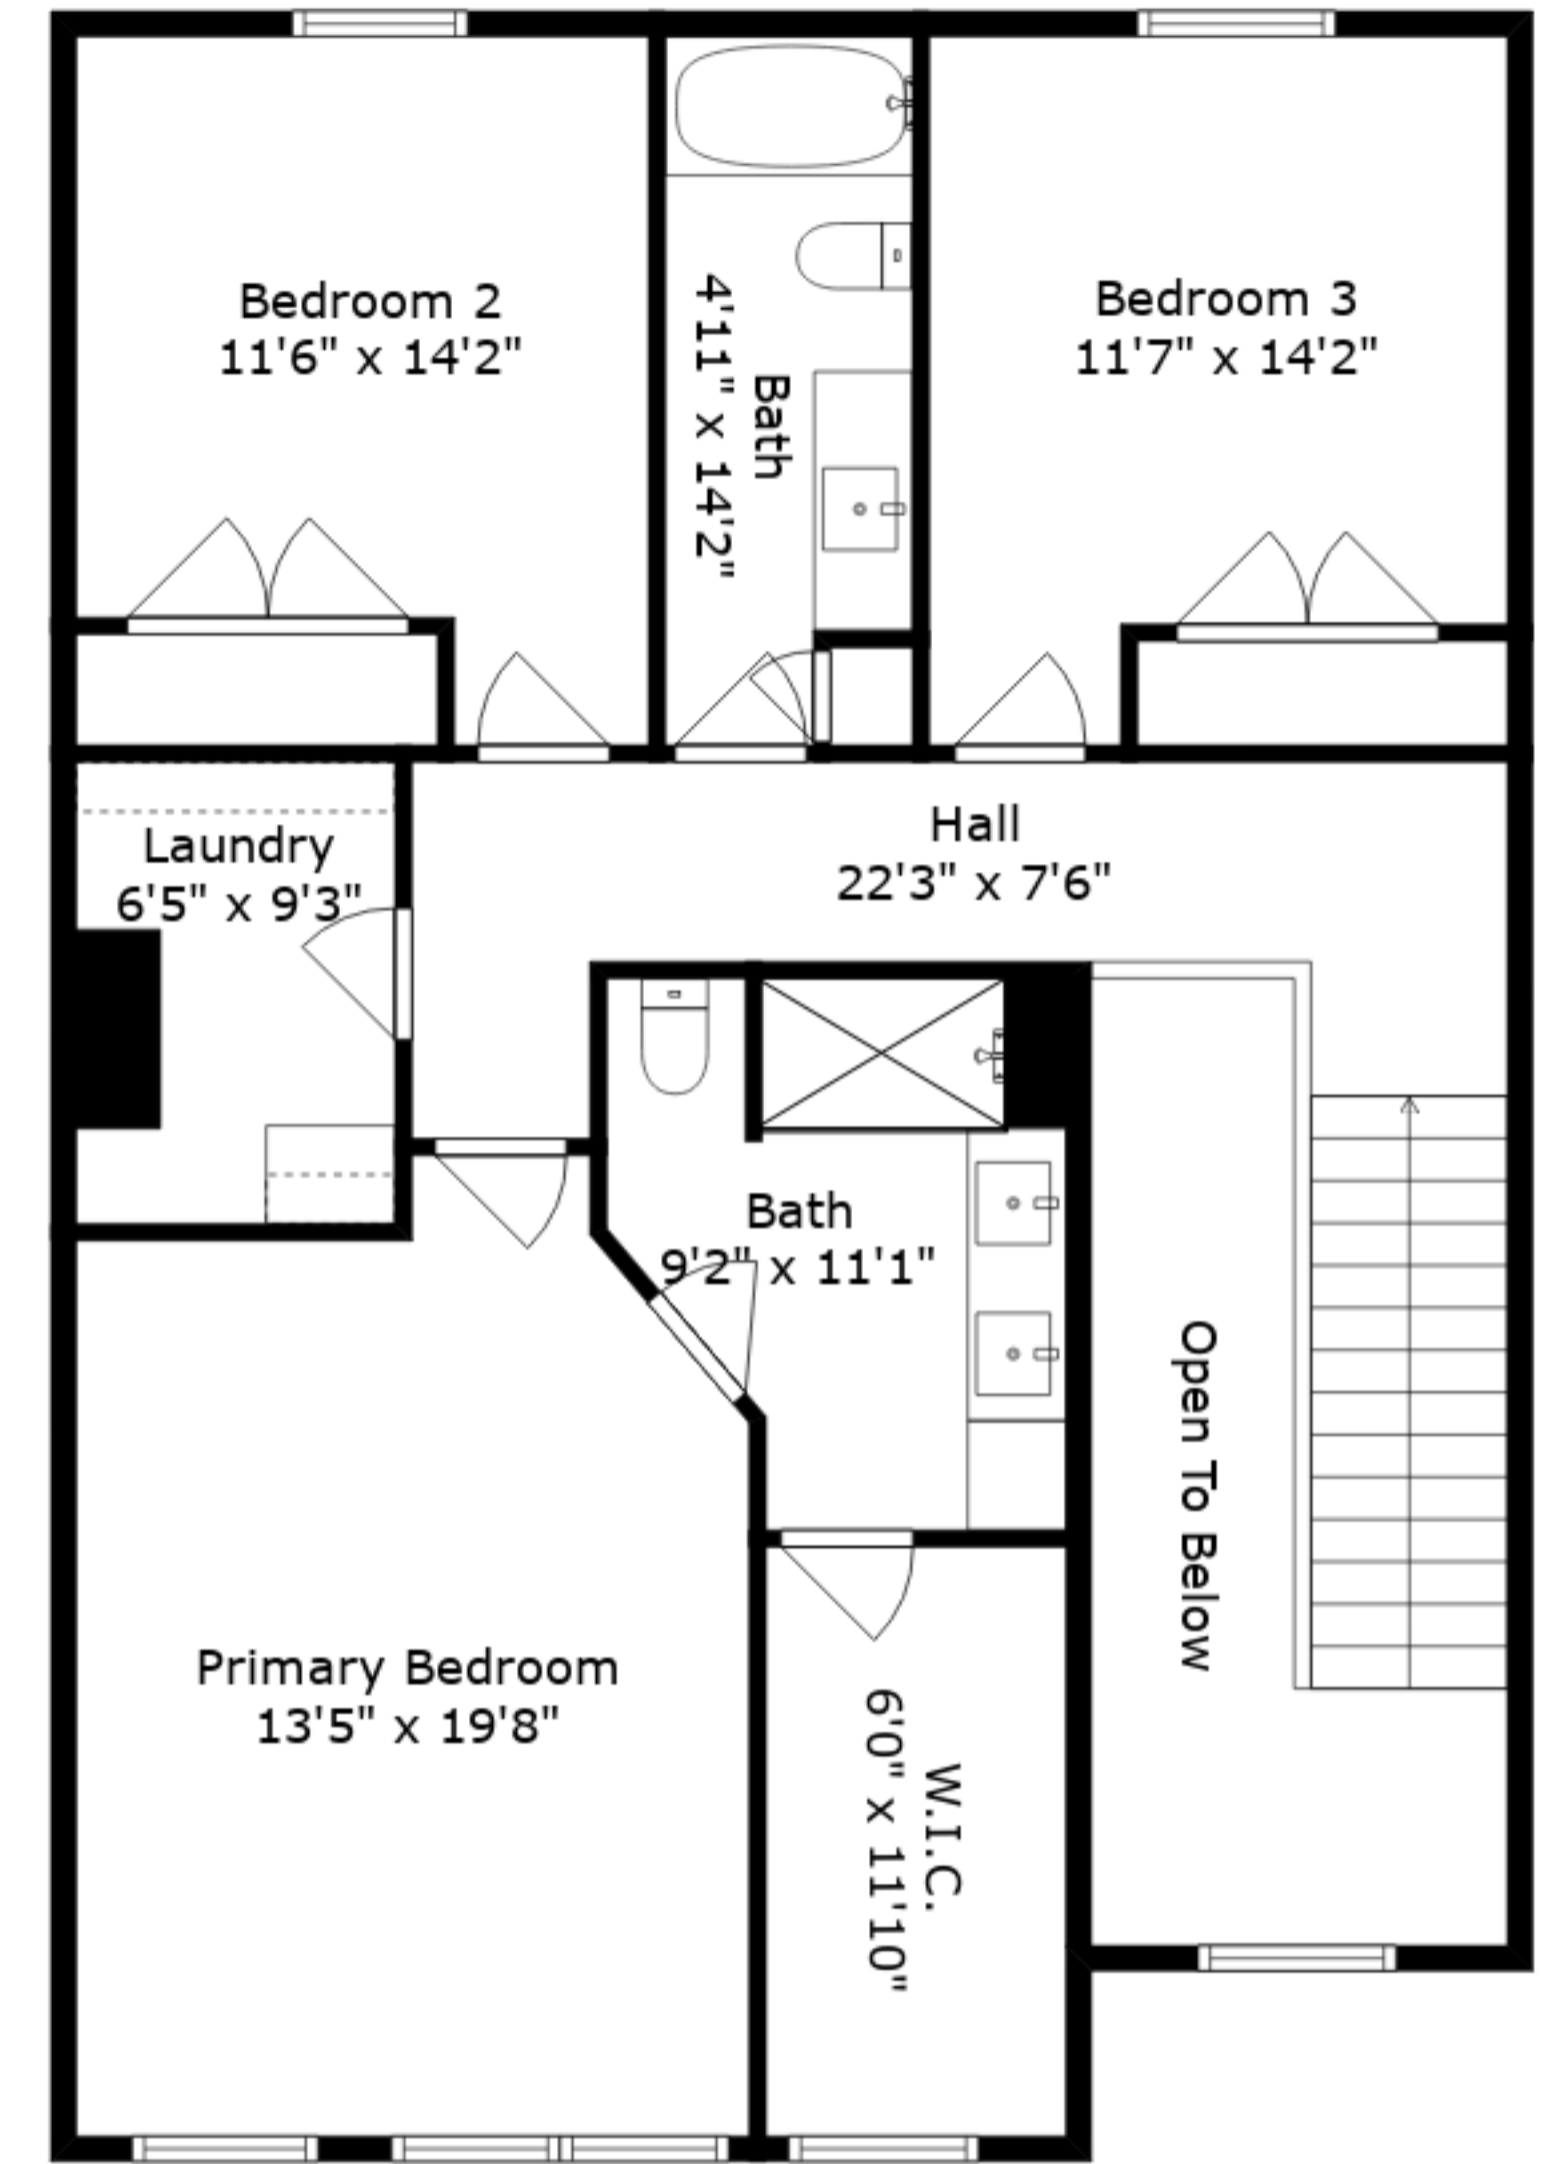 Bedroom 2
11'6" x 14'2"
Bath
4'11" x 14'2"
Bedroom 3
11'7" x 14'2"
Hall
22'3" x 7'6"
Laundry
6'5" x 9'3"
Bath
9'2" x 11'1"
Open To Below
Primary Bedroom
13'5" x 19'8"
W.I.C.
6'0" x 11'10"